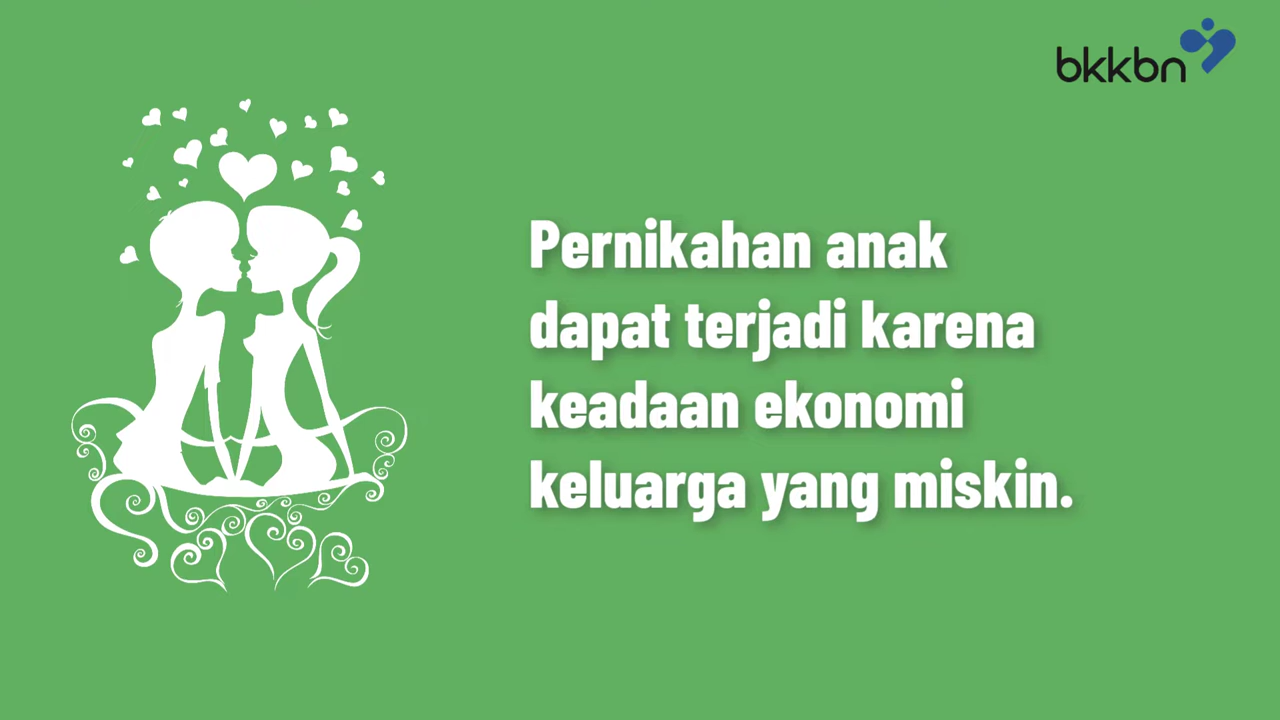 bkkbn
Pernikahan anak
dapat terjadi karena
keadaan ekonomi
keluarga yang miskin.